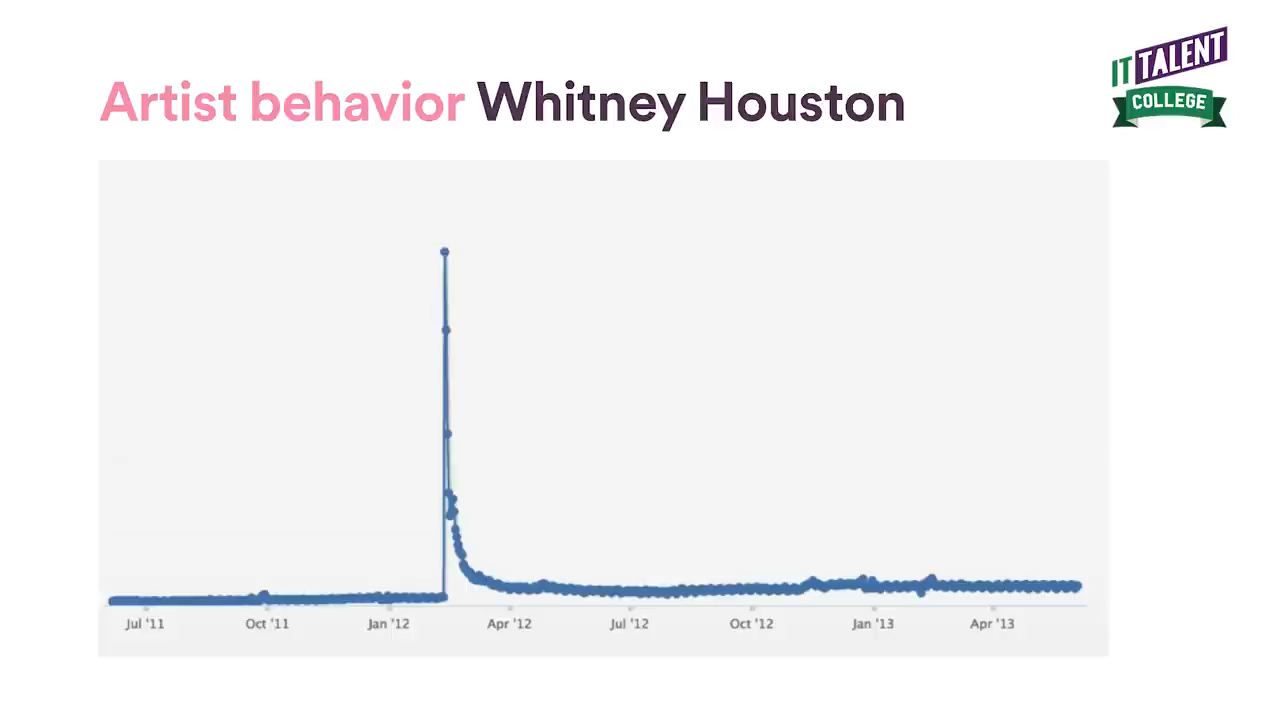 Artist behavior Whitney Houston
IT TALENT
COLLEGE
Jul '11 Oct '11 Jan '12 Apr '12 Jul '12 Oct '12 Jan '13 Apr '13